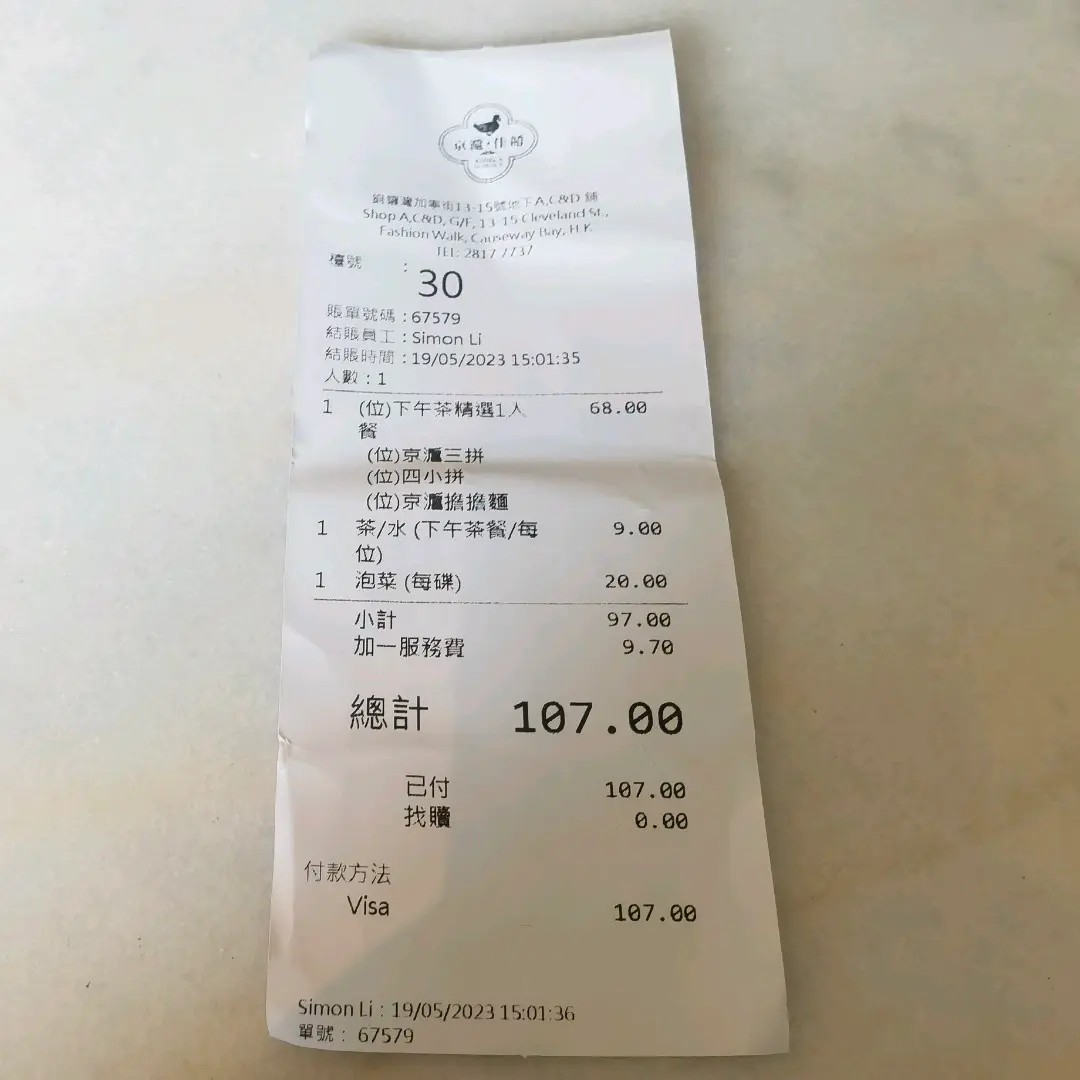 京滬·佳餚
銅鑼灣加寧街13-15號地下A,C&D 舖
Shop A,C&D, G/F, 13-15 Cleveland St.,
Fashion Walk, Causeway Bay, H.K.
TEL: 2817 7737
檯號 :
30
賬單號碼 : 67579
結賬員工 : Simon Li
結賬時間 : 19/05/2023 15:01:35
人數 : 1
1 (位)下午茶精選1人 68.00
餐
(位)京滬三拼
(位)四小拼
(位)京滬擔擔麵
1 茶/水 (下午茶餐/每 9.00
位)
1 泡菜 (每碟) 20.00
小計 97.00
加一服務費 9.70
總計 107.00
已付 107.00
找贖 0.00
付款方法
Visa 107.00
Simon Li : 19/05/2023 15:01:36
單號 : 67579